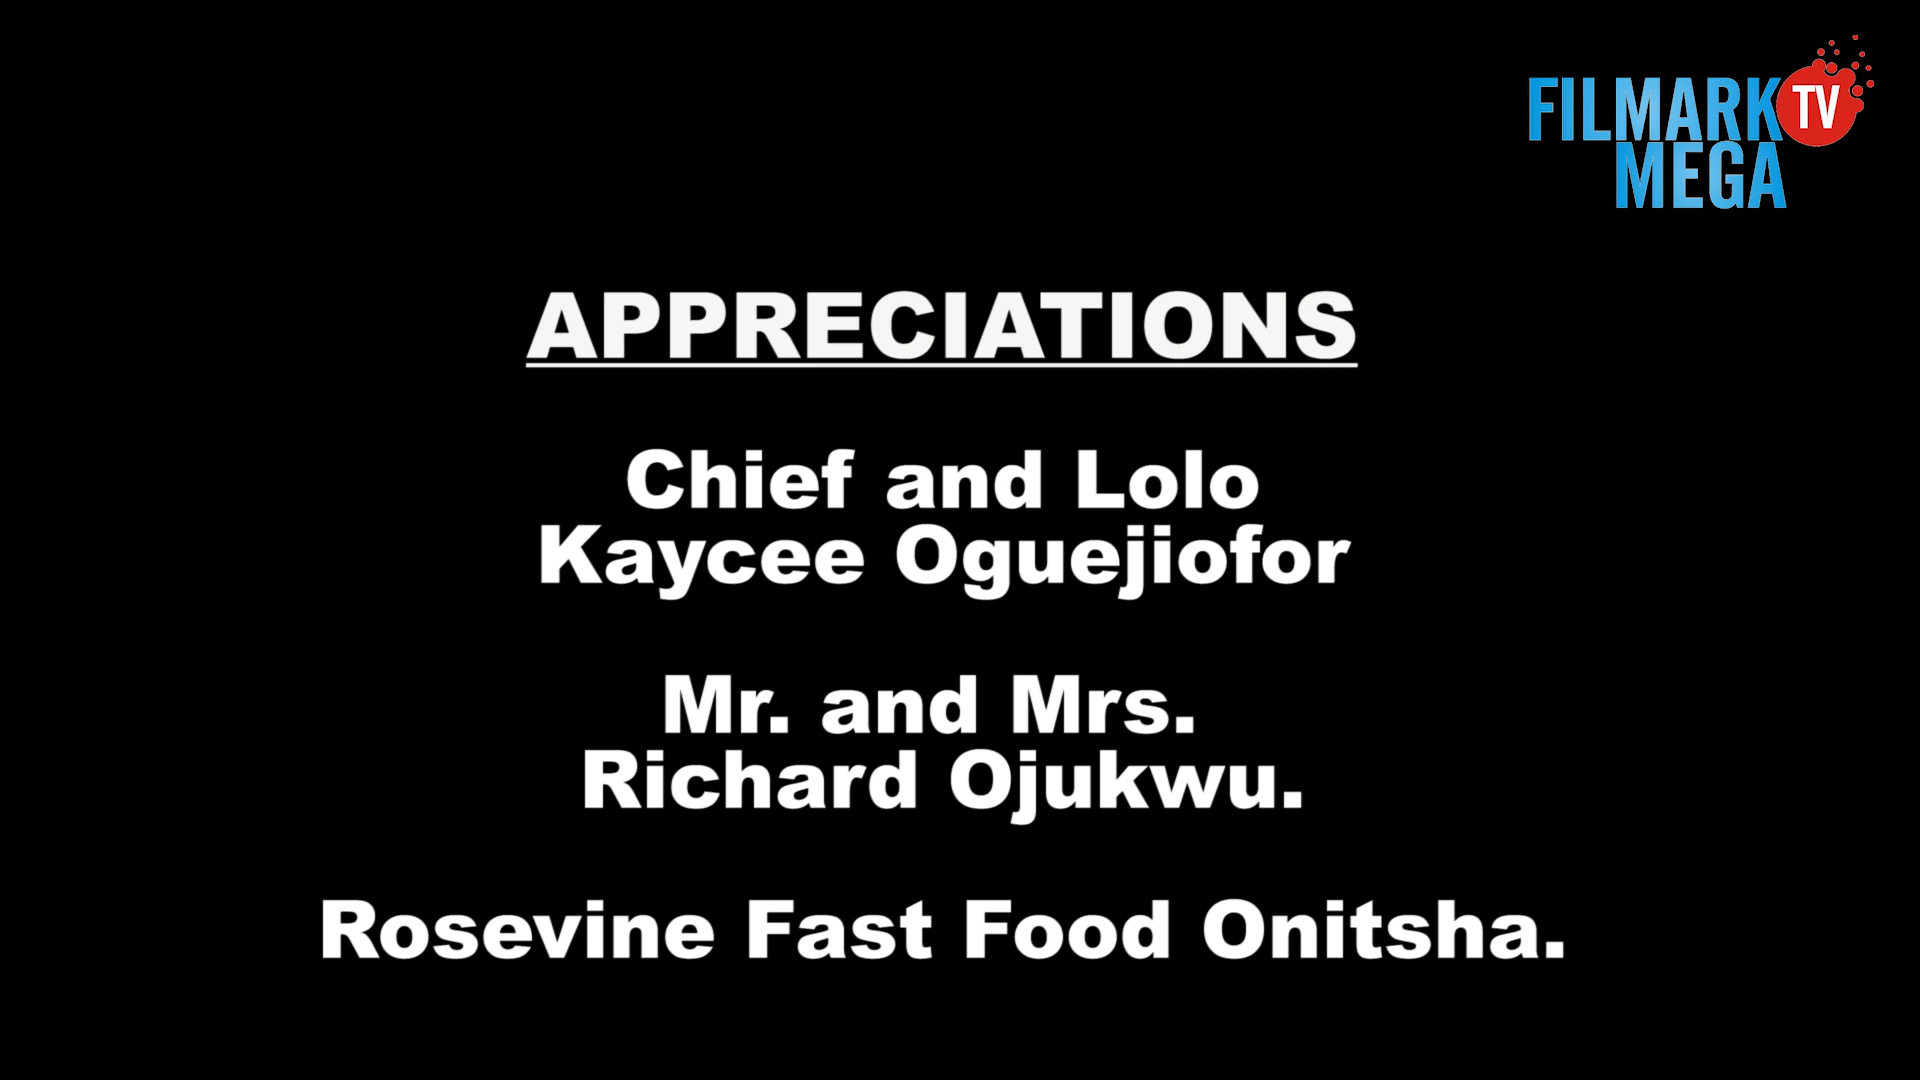 FILMARK TV
MEGA
APPRECIATIONS
Chief and Lolo
Kaycee Oguejiofor
Mr. and Mrs.
Richard Ojukwu.
Rosevine Fast Food Onitsha.